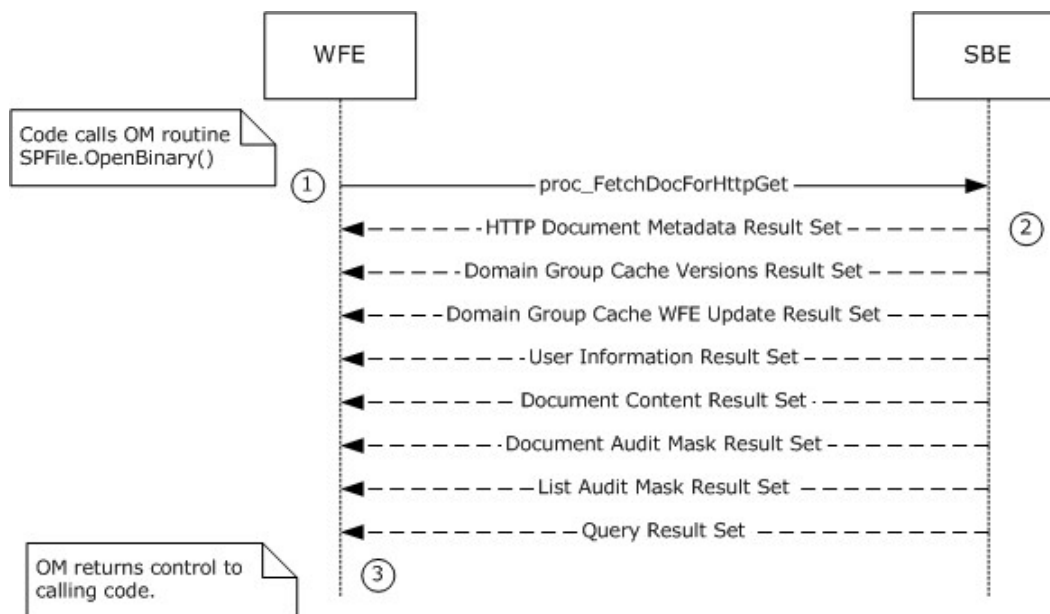 WFE
SBE
Code calls OM routine
SPFile.OpenBinary()
1
proc_FetchDocForHttpGet
HTTP Document Metadata Result Set
2
Domain Group Cache Versions Result Set
Domain Group Cache WFE Update Result Set
User Information Result Set
Document Content Result Set
Document Audit Mask Result Set
List Audit Mask Result Set
Query Result Set
OM returns control to
calling code.
3